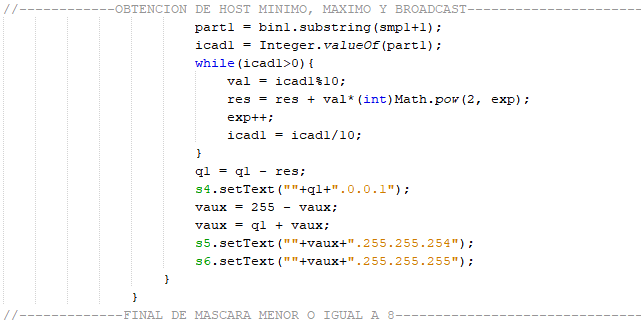 //------------OBTENCION DE HOST MINIMO, MAXIMO Y BROADCAST----------------------
part1 = bin1.substring(smp1+1);
icad1 = Integer.valueOf(part1);
while(icad1>0){
val = icad1%10;
res = res + val*(int)Math.pow(2, exp);
exp++;
icad1 = icad1/10;
}
q1 = q1 - res;
s4.setText(""+q1+".0.0.1");
vaux = 255 - vaux;
vaux = q1 + vaux;
s5.setText(""+vaux+".255.255.254");
s6.setText(""+vaux+".255.255.255");
}
}
//-------------FINAL DE MASCARA MENOR O IGUAL A 8-------------------------------